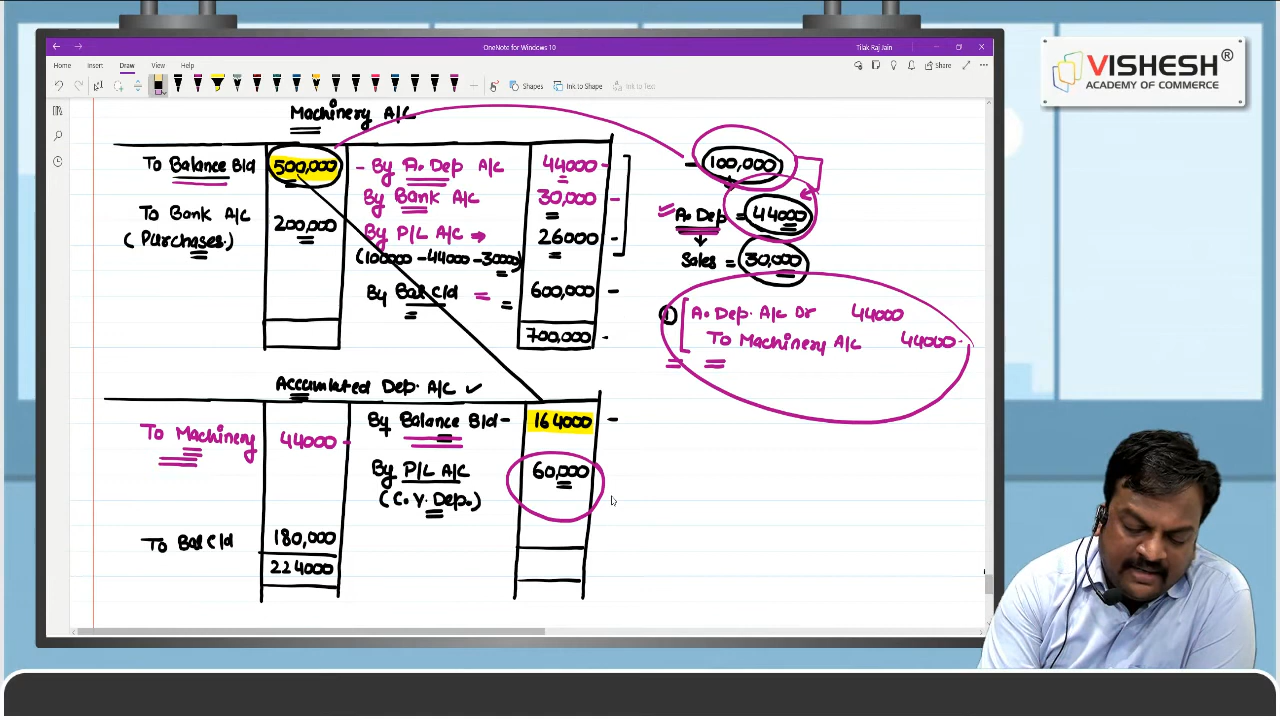 OneNote for Windows 10
Tilak Raj Jain
Home Insert Draw View Help
Share
Shapes Ink to Shape Ink to Text
VISHESH®
ACADEMY OF COMMERCE
Machinery A/C
To Balance B/d 500,000 - By A. Dep A/C 44000
To Bank A/C 200,000 By Bank A/C 30,000
(Purchases) By P/L A/C → 26000
(100000 - 44000 - 30000)
By Bal C/d = 600,000
700,000
- 100,000
A. Dep = 44000
Sales = 30,000
① A. Dep. A/C Dr 44000
To Machinery A/C 44000
Accumlated Dep. A/C ✓
To Machinery 44000 By Balance B/d - 164000
By P/L A/C 60,000
(C.Y. Dep.)
To Bal C/d 180,000
224000